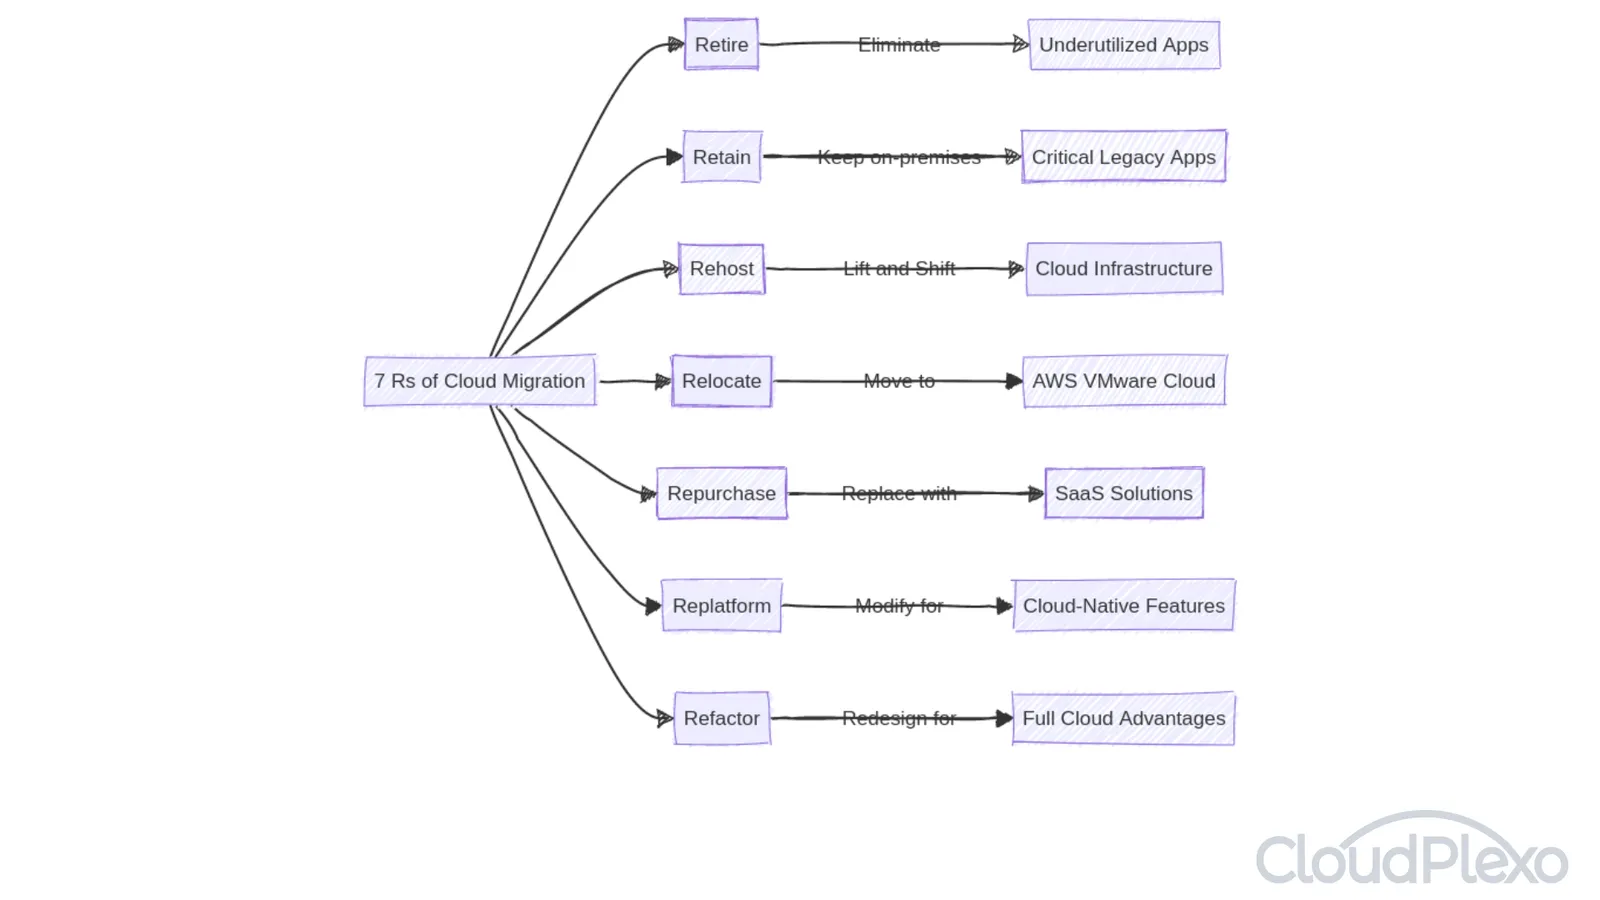 Retire
Eliminate
Underutilized Apps
Retain
Keep on-premises
Critical Legacy Apps
Rehost
Lift and Shift
Cloud Infrastructure
7 Rs of Cloud Migration
Relocate
Move to
AWS VMware Cloud
Repurchase
Replace with
SaaS Solutions
Replatform
Modify for
Cloud-Native Features
Refactor
Redesign for
Full Cloud Advantages
CloudPlexo